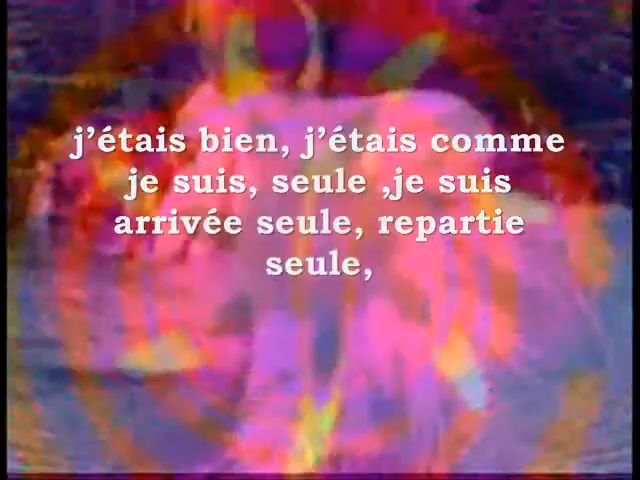 j’étais bien, j’étais comme
je suis, seule ,je suis
arrivée seule, repartie
seule,